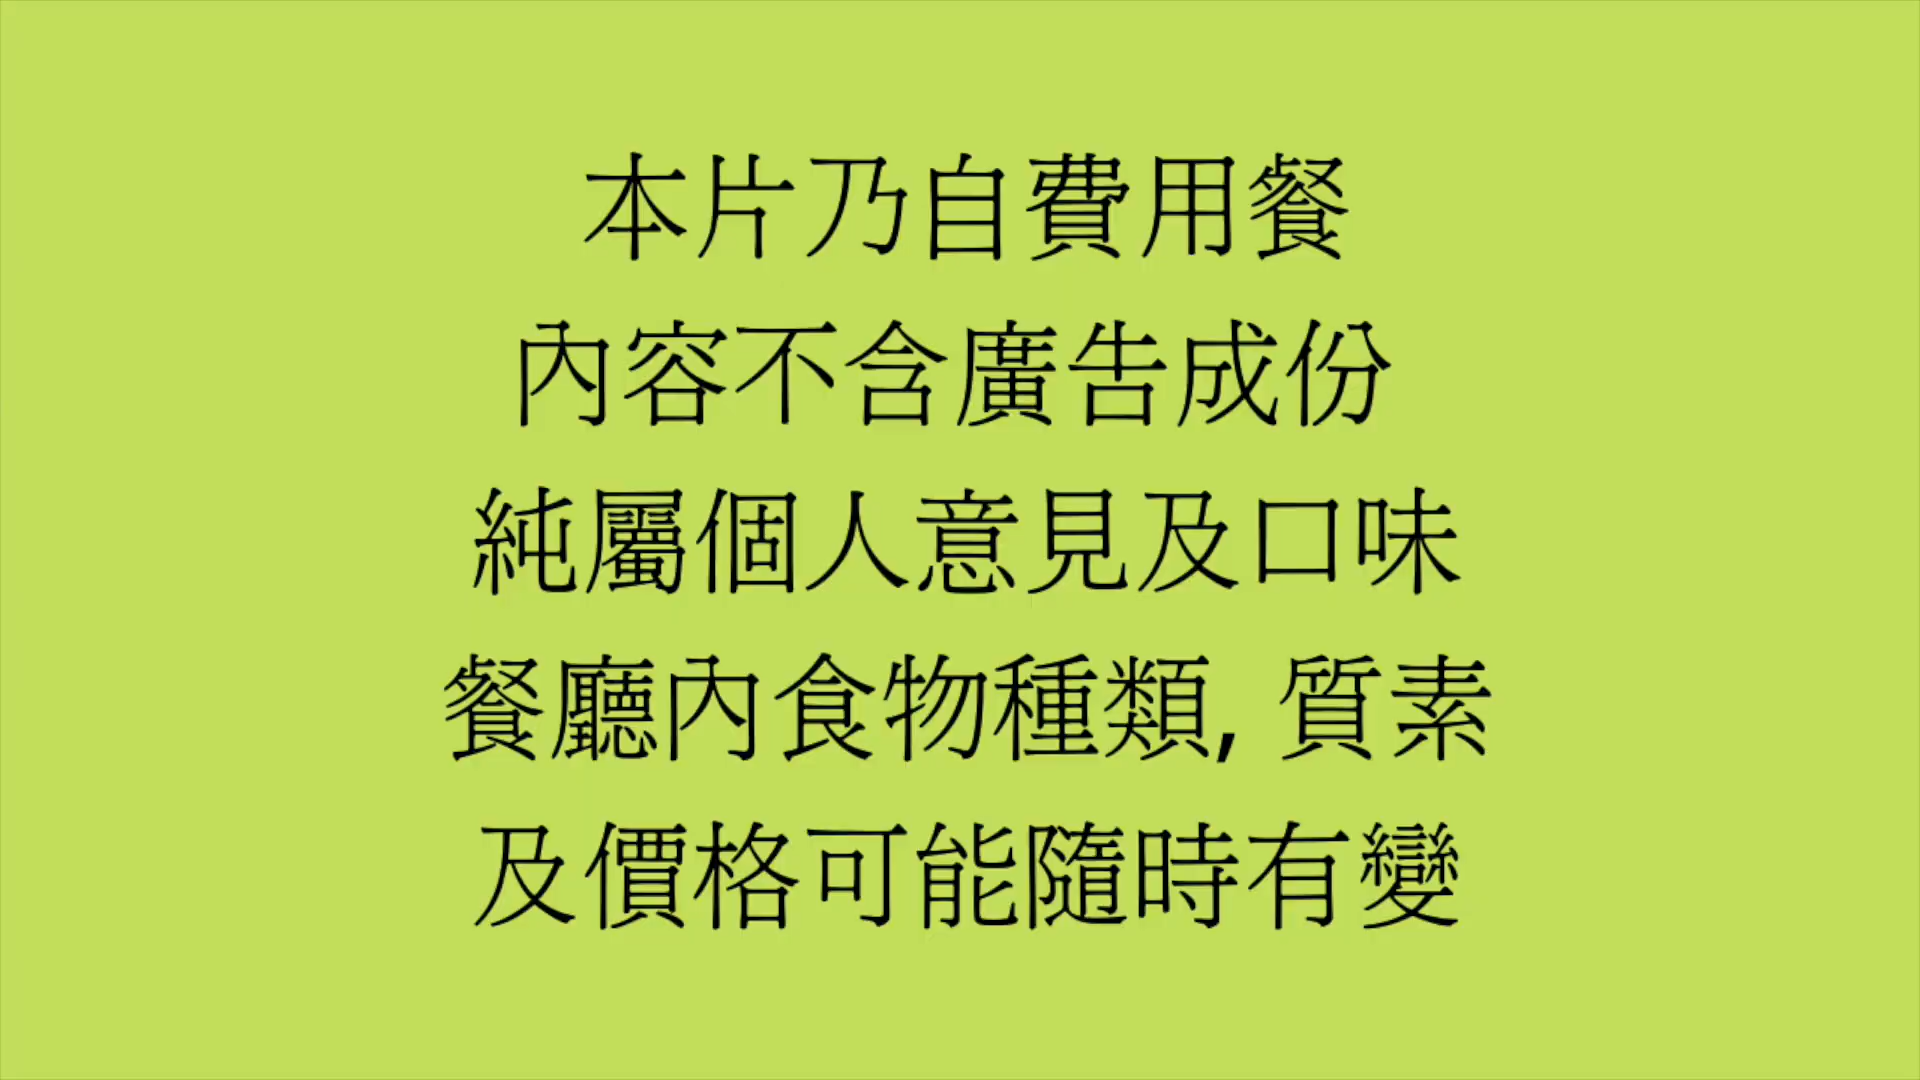 本片乃自費用餐
內容不含廣告成份
純屬個人意見及口味
餐廳內食物種類, 質素
及價格可能隨時有變